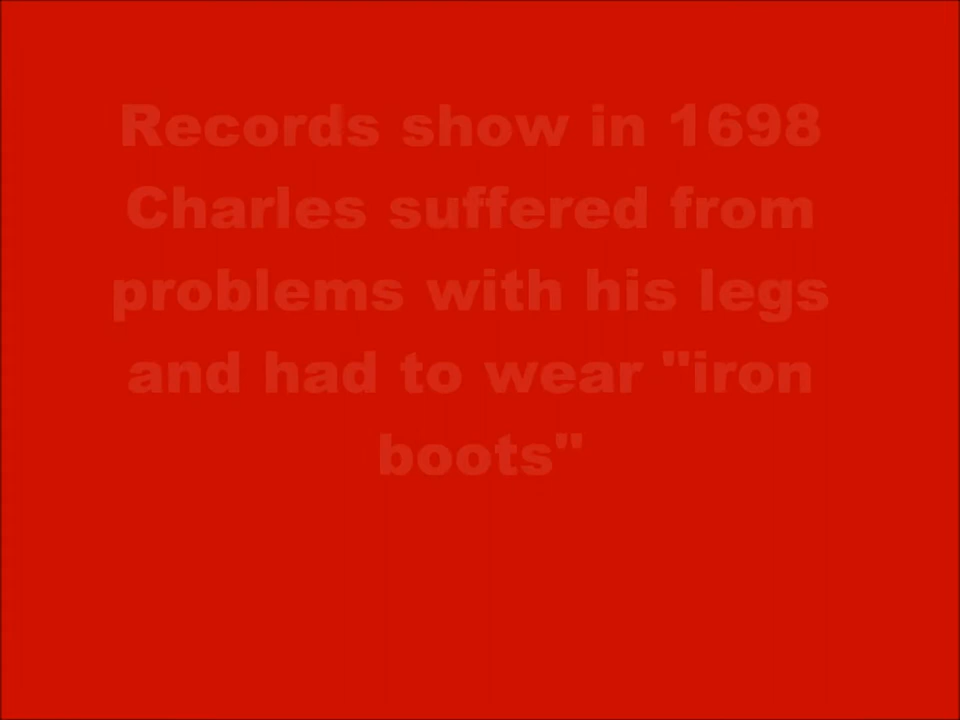 Records show in 1698
Charles suffered from
problems with his legs
and had to wear "iron
boots"